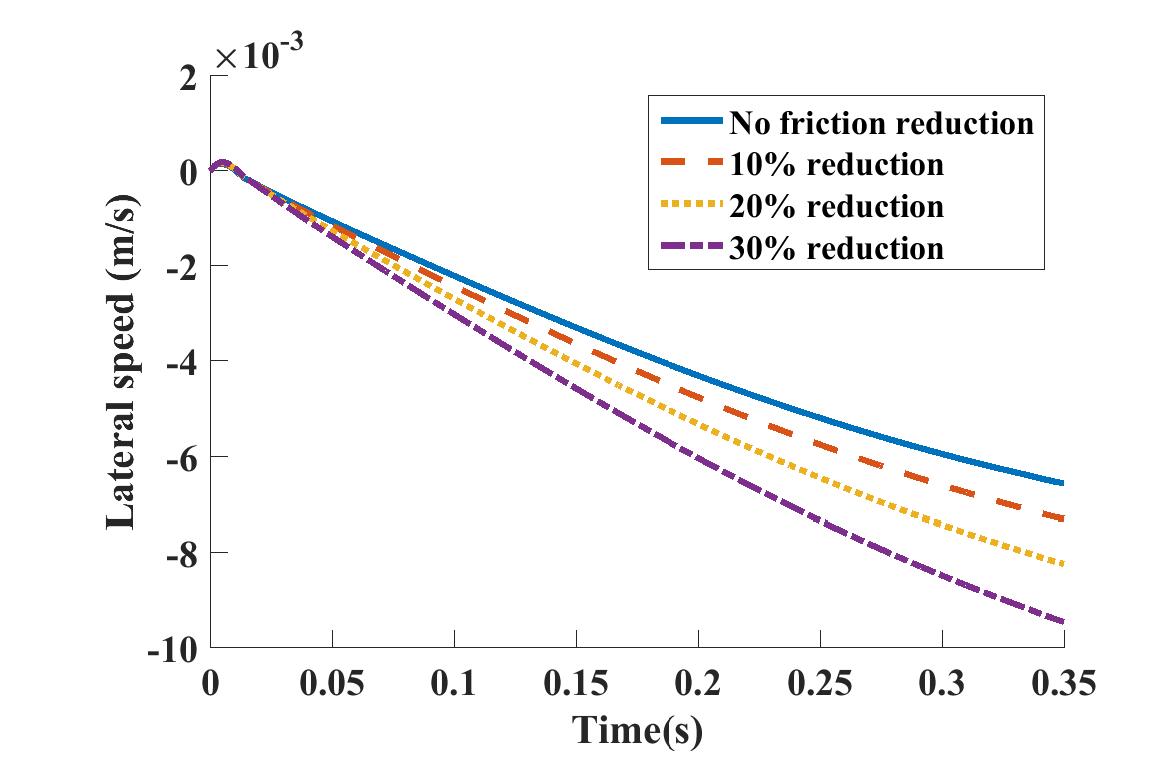 ×10-3
2
0
-2
-4
-6
-8
-10
Lateral speed (m/s)
No friction reduction
10% reduction
20% reduction
30% reduction
0 0.05 0.1 0.15 0.2 0.25 0.3 0.35
Time(s)